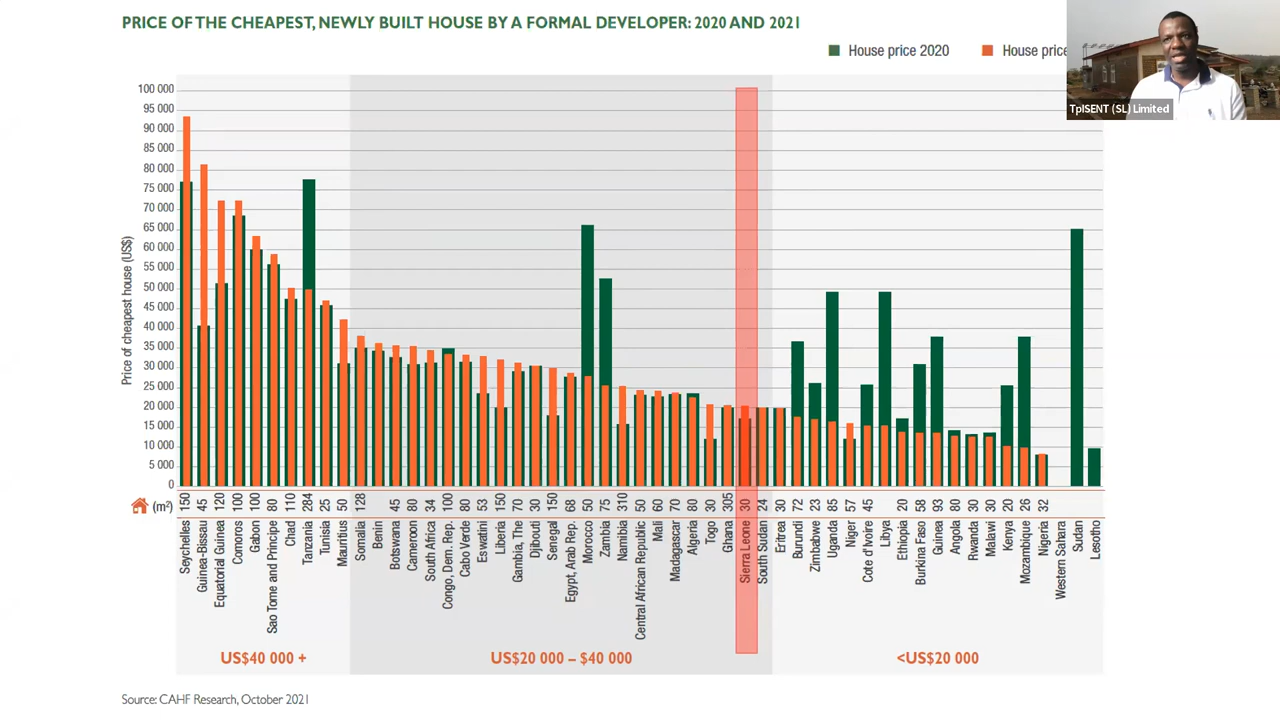 PRICE OF THE CHEAPEST, NEWLY BUILT HOUSE BY A FORMAL DEVELOPER: 2020 AND 2021
House price 2020
House price
TpISENT (SL) Limited
Price of cheapest house (US$)
100 000
95 000
90 000
85 000
80 000
75 000
70 000
65 000
60 000
55 000
50 000
45 000
40 000
35 000
30 000
25 000
20 000
15 000
10 000
5 000
0
(m²)
150
45
120
100
100
80
110
284
25
50
128
45
80
34
100
80
53
150
70
30
150
68
50
75
310
50
60
70
80
30
305
30
24
30
72
23
85
57
45
20
58
93
80
30
30
20
26
32
Seychelles
Guinea-Bissau
Equatorial Guinea
Comoros
Gabon
Sao Tome and Principe
Chad
Tanzania
Tunisia
Mauritius
Somalia
Benin
Botswana
Cameroon
South Africa
Congo, Dem. Rep.
Cabo Verde
Eswatini
Liberia
Gambia, The
Djibouti
Senegal
Egypt, Arab Rep.
Morocco
Zambia
Namibia
Central African Republic
Mali
Madagascar
Algeria
Togo
Ghana
Sierra Leone
South Sudan
Eritrea
Burundi
Zimbabwe
Uganda
Niger
Cote d'Ivoire
Libya
Ethiopia
Burkina Faso
Guinea
Angola
Rwanda
Malawi
Kenya
Mozambique
Nigeria
Western Sahara
Sudan
Lesotho
US$40 000 +
US$20 000 – $40 000
<US$20 000
Source: CAHF Research, October 2021